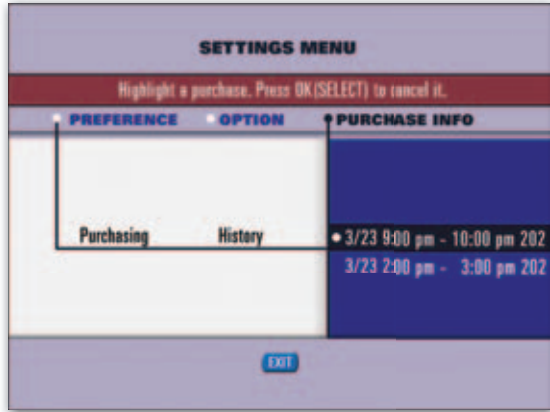 SETTINGS MENU
Highlight a purchase. Press OK(SELECT) to cancel it.
PREFERENCE OPTION PURCHASE INFO
Purchasing History 3/23 9:00 pm - 10:00 pm 202
3/23 2:00 pm - 3:00 pm 202
EXIT